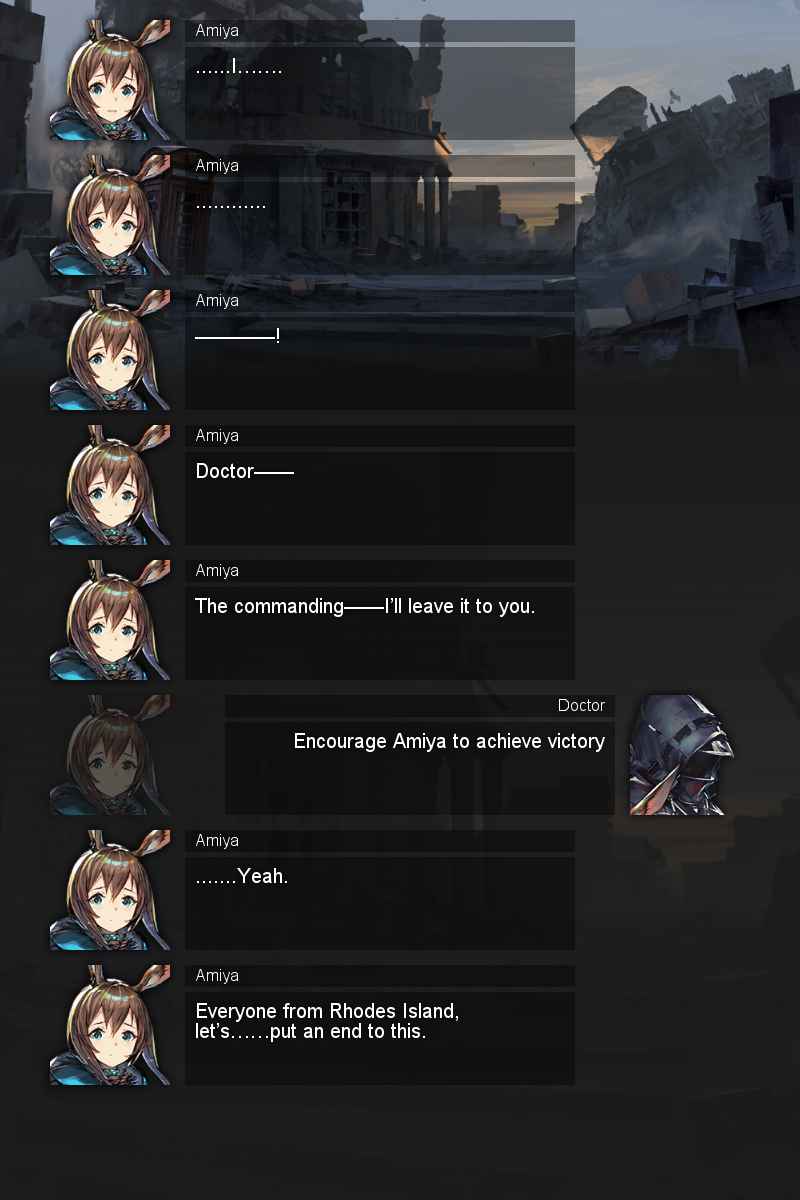 Amiya
......I.......
Amiya
............
Amiya
————!
Amiya
Doctor——
Amiya
The commanding——I'll leave it to you.
Doctor
Encourage Amiya to achieve victory
Amiya
.......Yeah.
Amiya
Everyone from Rhodes Island,
let's......put an end to this.